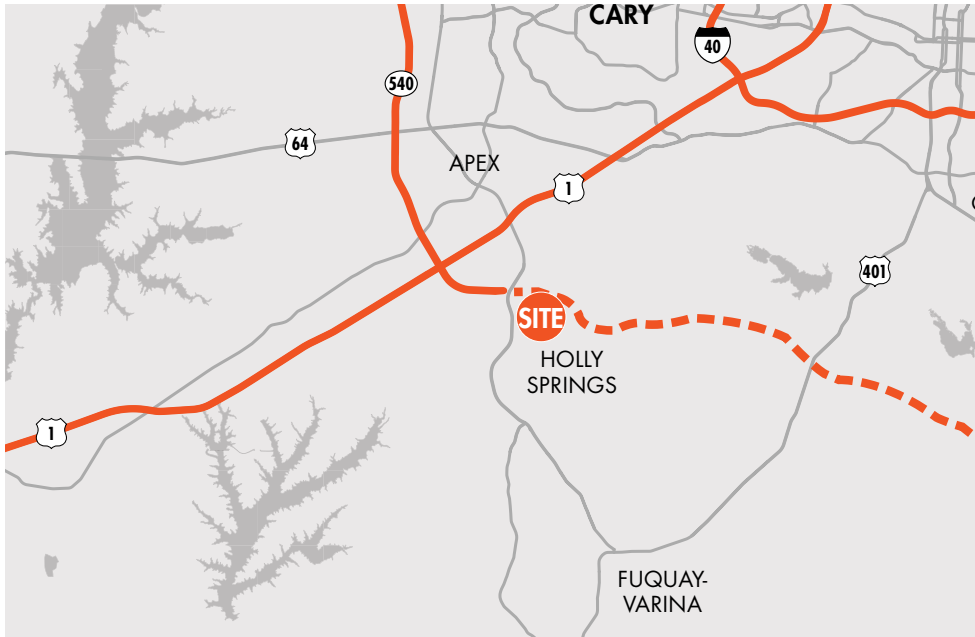 CARY
40
540
64
APEX
1
401
SITE
HOLLY
SPRINGS
1
FUQUAY-
VARINA